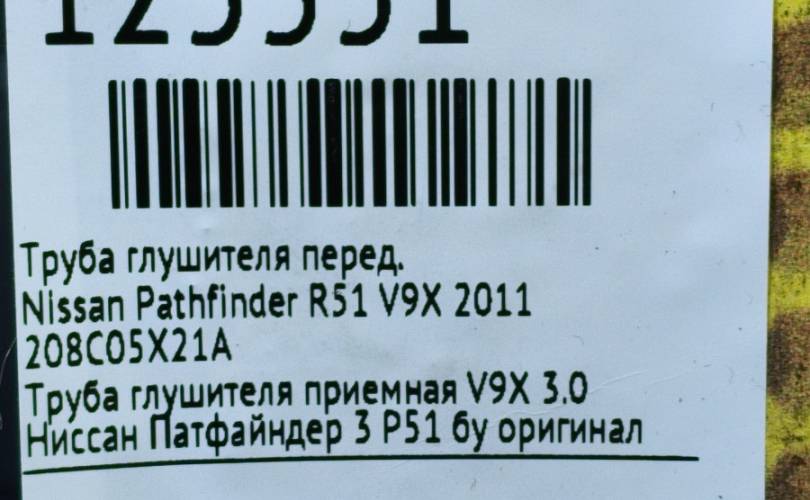 Труба глушителя перед.
Nissan Pathfinder R51 V9X 2011
208C05X21A
Труба глушителя приемная V9X 3.0
Ниссан Патфайндер 3 Р51 бу оригинал